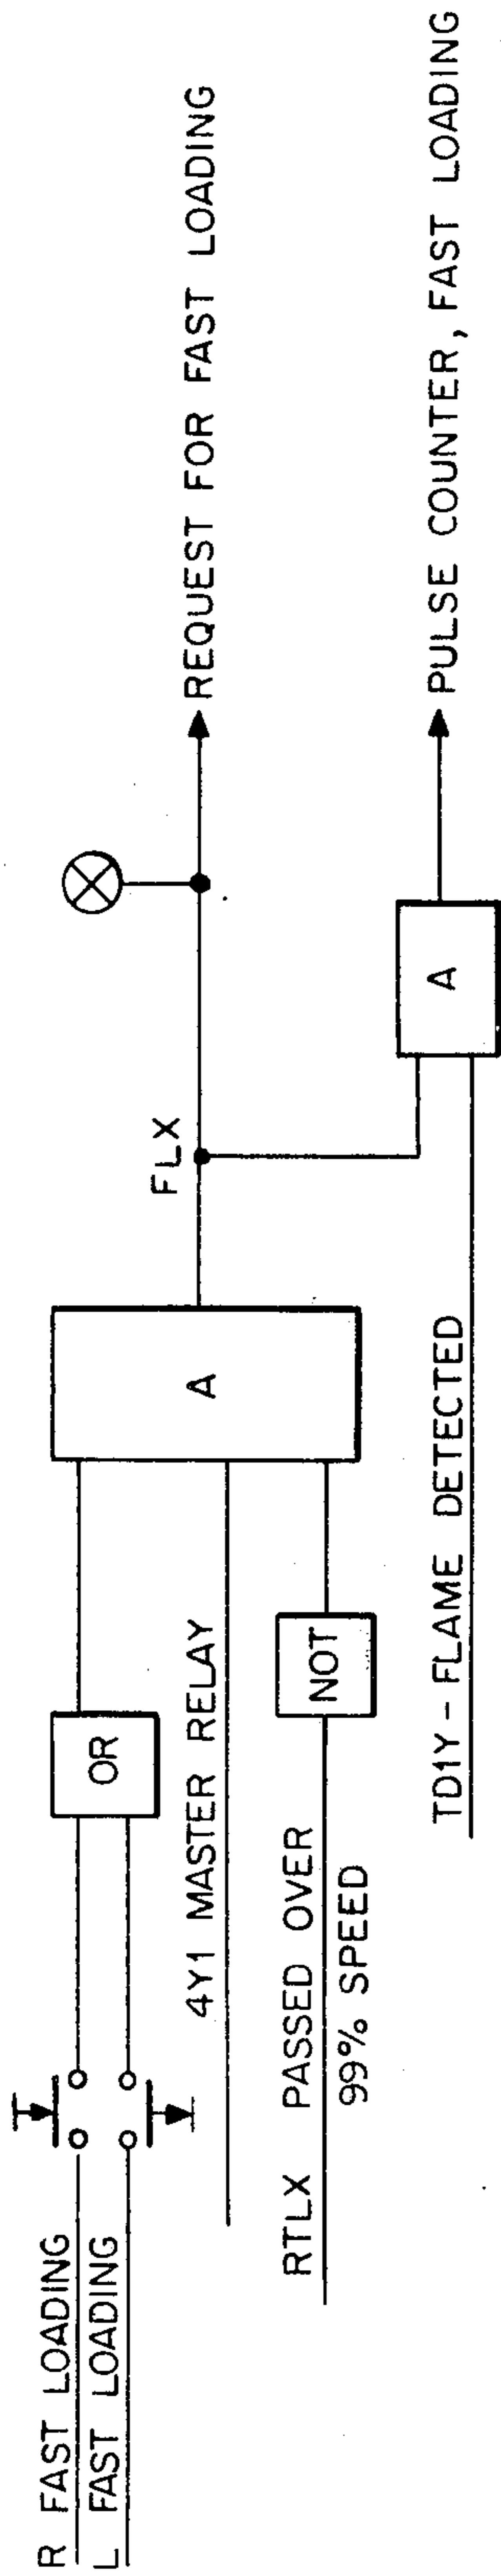 R FAST LOADING
L FAST LOADING
OR
4Y1 MASTER RELAY
RTLX PASSED OVER
99% SPEED
NOT
A
FLX
REQUEST FOR FAST LOADING
TD1Y - FLAME DETECTED
A
PULSE COUNTER, FAST LOADING